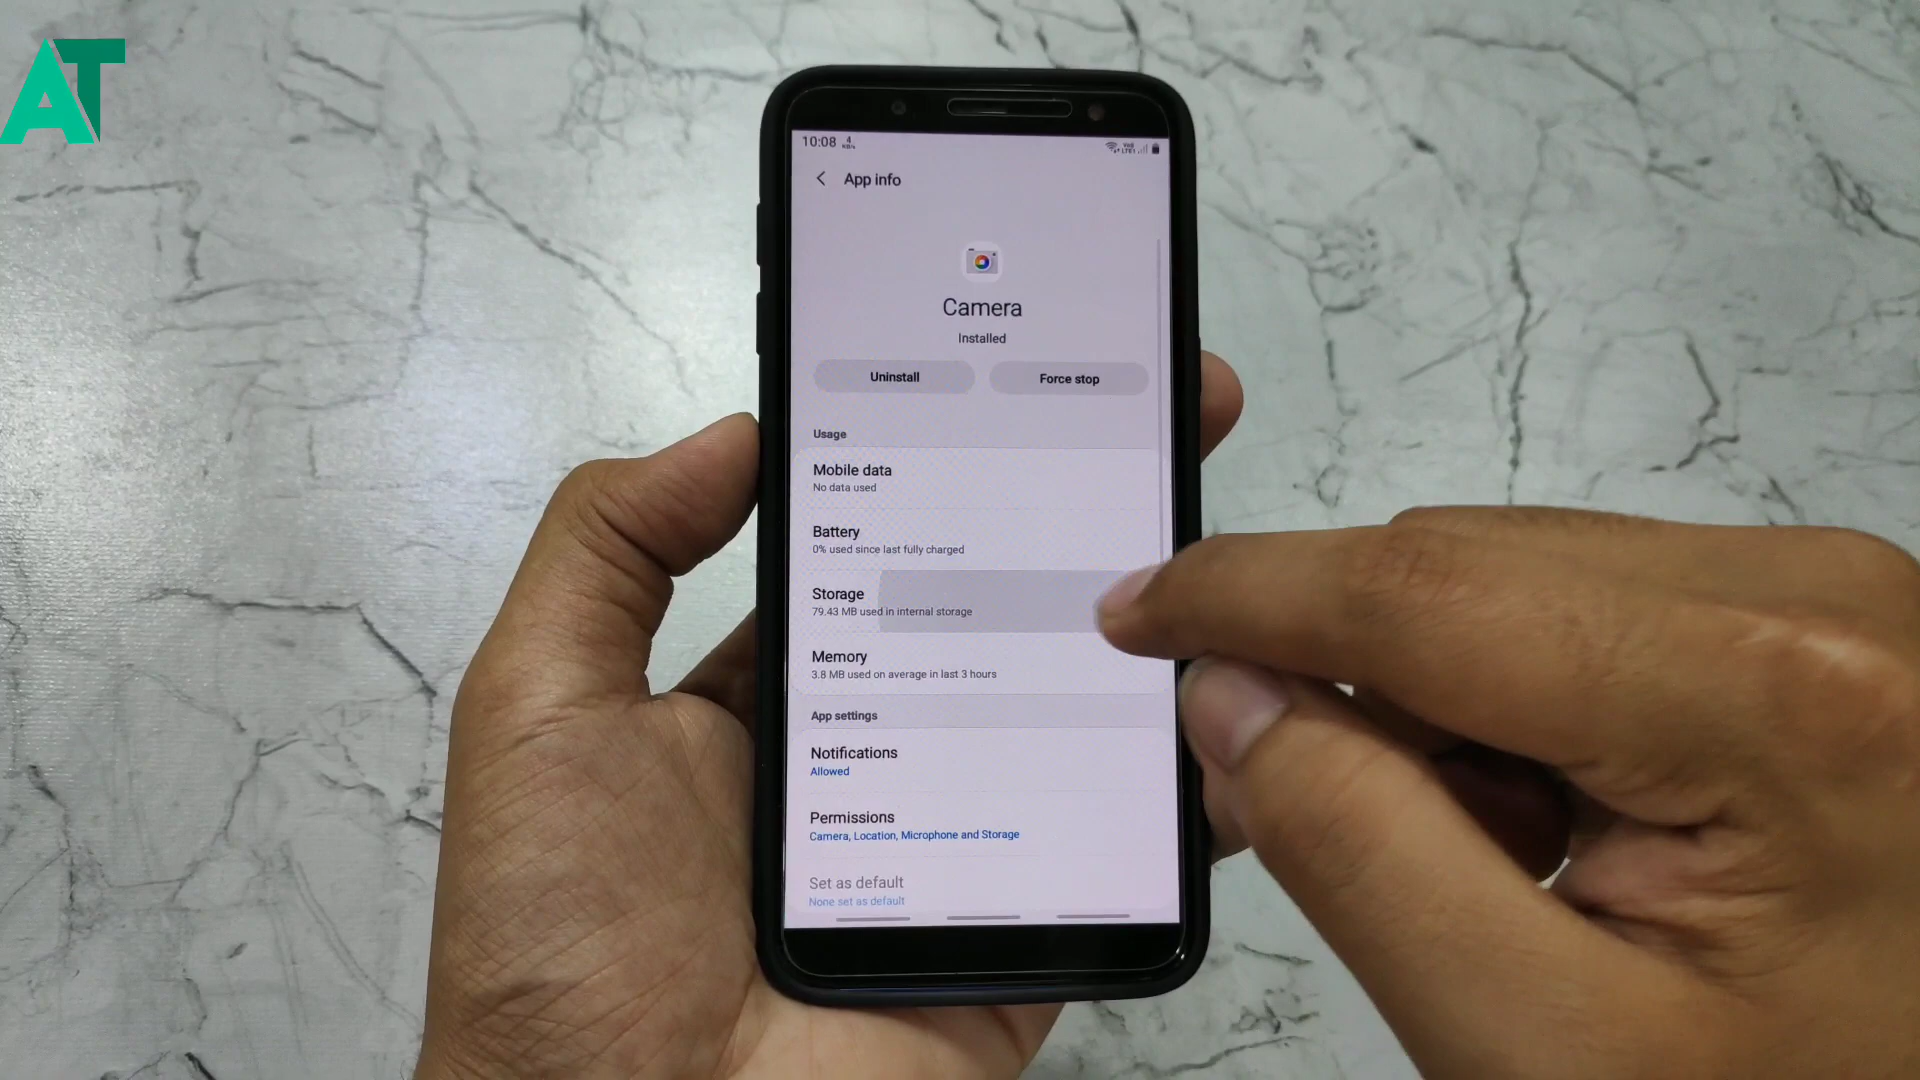 AT
10:08 4 KB/s
App info
Camera
Installed
Uninstall Force stop
Usage
Mobile data
No data used
Battery
0% used since last fully charged
Storage
79.43 MB used in internal storage
Memory
3.8 MB used on average in last 3 hours
App settings
Notifications
Allowed
Permissions
Camera, Location, Microphone and Storage
Set as default
None set as default